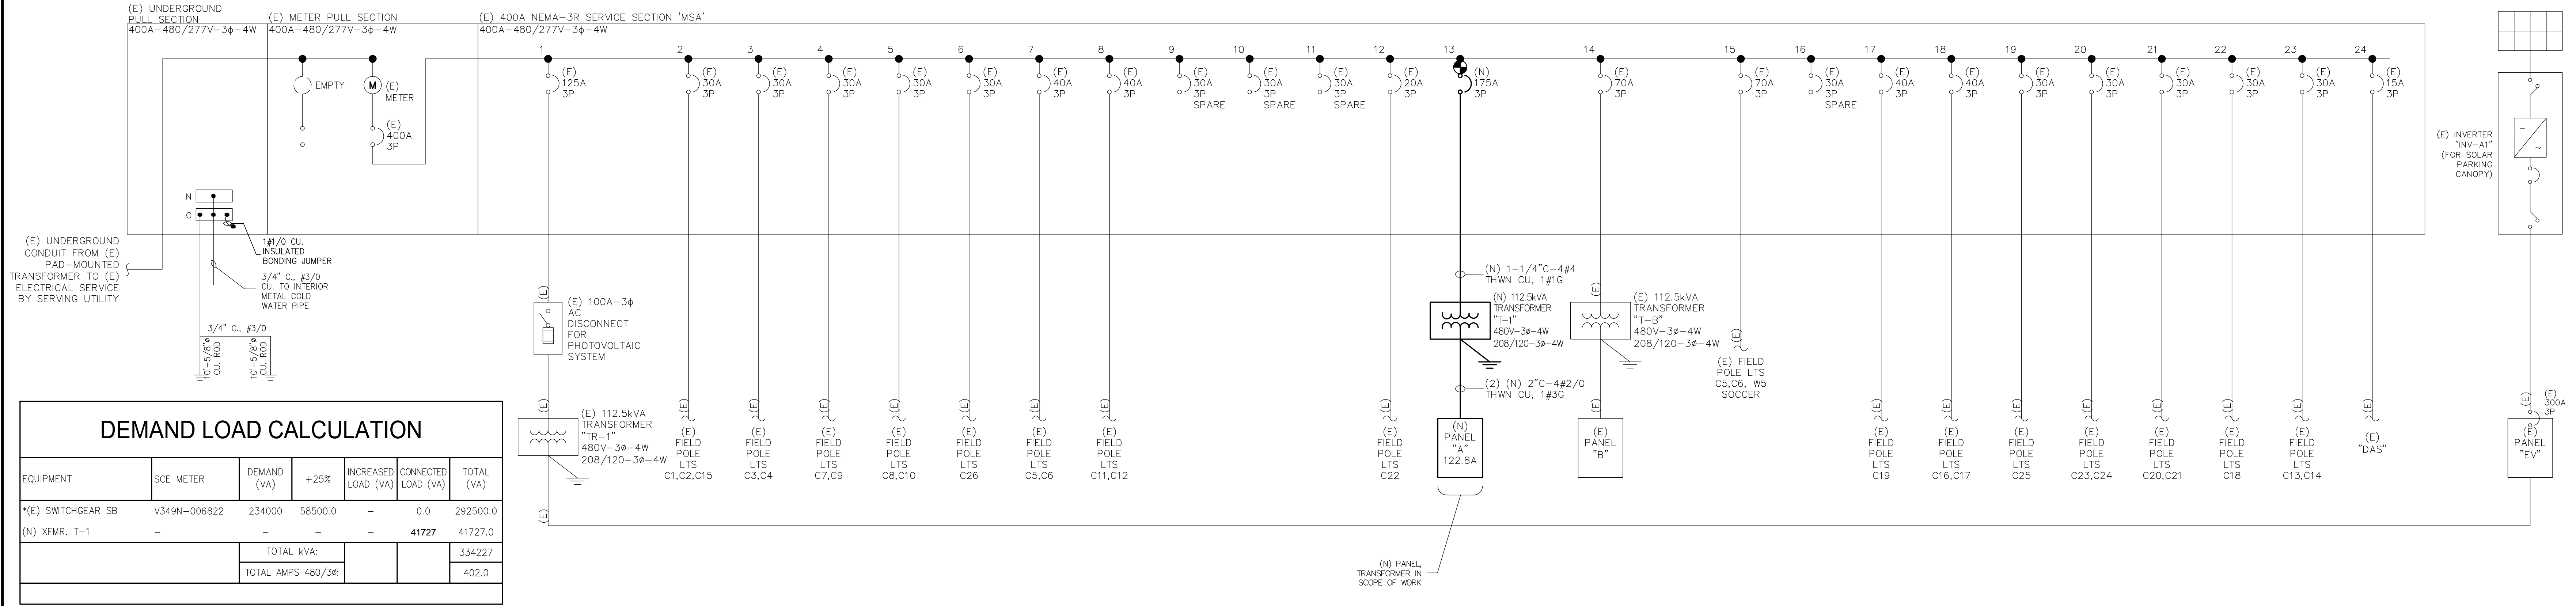 (E) UNDERGROUND
PULL SECTION
400A-480/277V-3ϕ-4W
(E) METER PULL SECTION
400A-480/277V-3ϕ-4W
(E) 400A NEMA-3R SERVICE SECTION 'MSA'
400A-480/277V-3ϕ-4W
EMPTY
M
(E)
METER
(E)
400A
3P
1
(E)
125A
3P
2
(E)
30A
3P
3
(E)
30A
3P
4
(E)
30A
3P
5
(E)
30A
3P
6
(E)
30A
3P
7
(E)
40A
3P
8
(E)
40A
3P
9
(E)
30A
3P
SPARE
10
(E)
30A
3P
SPARE
11
(E)
30A
3P
SPARE
12
(E)
20A
3P
13
(N)
175A
3P
14
(E)
70A
3P
15
(E)
70A
3P
16
(E)
30A
3P
SPARE
17
(E)
40A
3P
18
(E)
40A
3P
19
(E)
30A
3P
20
(E)
30A
3P
21
(E)
30A
3P
22
(E)
30A
3P
23
(E)
30A
3P
24
(E)
15A
3P
(E) INVERTER
"INV-A1"
(FOR SOLAR
PARKING
CANOPY)
N
G
(E) UNDERGROUND
CONDUIT FROM (E)
PAD-MOUNTED
TRANSFORMER TO (E)
ELECTRICAL SERVICE
BY SERVING UTILITY
1#1/0 CU.
INSULATED
BONDING JUMPER
3/4" C., #3/0
CU. TO INTERIOR
METAL COLD
WATER PIPE
3/4" C., #3/0
10'-5/8"ø
CU. ROD
10'-5/8"ø
CU. ROD
(E)
(E) 100A-3ϕ
AC
DISCONNECT
FOR
PHOTOVOLTAIC
SYSTEM
(E)
(E) 112.5kVA
TRANSFORMER
"TR-1"
480V-3ø-4W
208/120-3ø-4W
(E)
(E)
(E)
FIELD
POLE
LTS
C1,C2,C15
(E)
(E)
FIELD
POLE
LTS
C3,C4
(E)
(E)
FIELD
POLE
LTS
C7,C9
(E)
(E)
FIELD
POLE
LTS
C8,C10
(E)
(E)
FIELD
POLE
LTS
C26
(E)
(E)
FIELD
POLE
LTS
C5,C6
(E)
(E)
FIELD
POLE
LTS
C11,C12
(E)
(E)
FIELD
POLE
LTS
C22
(N) 1-1/4"C-4#4
THWN CU, 1#1G
(N) 112.5kVA
TRANSFORMER
"T-1"
480V-3ø-4W
208/120-3ø-4W
(2) (N) 2"C-4#2/0
THWN CU, 1#3G
(N)
PANEL
"A"
122.8A
(N) PANEL,
TRANSFORMER IN
SCOPE OF WORK
(E)
(E) 112.5kVA
TRANSFORMER
"T-B"
480V-3ø-4W
208/120-3ø-4W
(E)
PANEL
"B"
(E)
(E) FIELD
POLE LTS
C5,C6, W5
SOCCER
(E)
(E)
FIELD
POLE
LTS
C19
(E)
(E)
FIELD
POLE
LTS
C16,C17
(E)
(E)
FIELD
POLE
LTS
C25
(E)
(E)
FIELD
POLE
LTS
C23,C24
(E)
(E)
FIELD
POLE
LTS
C20,C21
(E)
(E)
FIELD
POLE
LTS
C18
(E)
(E)
FIELD
POLE
LTS
C13,C14
(E)
(E)
"DAS"
(E)
(E)
300A
3P
(E)
PANEL
"EV"
DEMAND LOAD CALCULATION
EQUIPMENT SCE METER DEMAND (VA) +25% INCREASED LOAD (VA) CONNECTED LOAD (VA) TOTAL (VA)
*(E) SWITCHGEAR SB V349N-006822 234000 58500.0 - 0.0 292500.0
(N) XFMR. T-1 - - - - 41727 41727.0
TOTAL kVA: 334227
TOTAL AMPS 480/3ø: 402.0